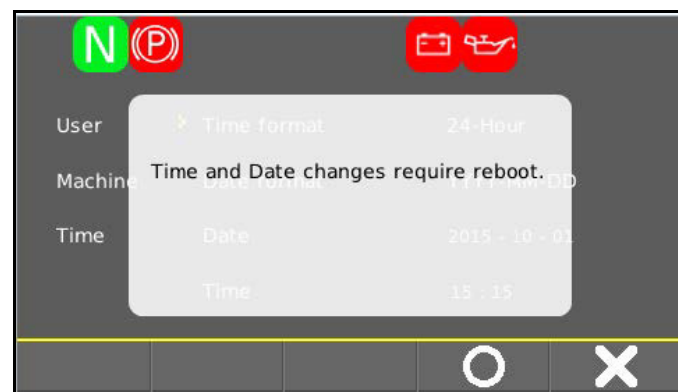 N (P)
User Time format 24-Hour
Time and Date changes require reboot.
Machine Date format YYYY-MM-DD
Time Date 2015 - 10 - 01
Time 15 : 15